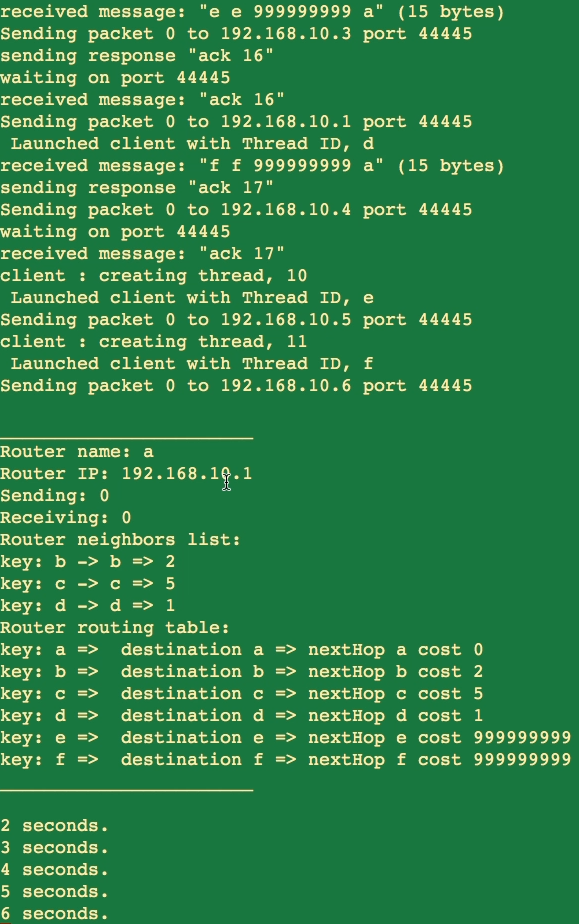 received message: "e e 999999999 a" (15 bytes)
Sending packet 0 to 192.168.10.3 port 44445
sending response "ack 16"
waiting on port 44445
received message: "ack 16"
Sending packet 0 to 192.168.10.1 port 44445
 Launched client with Thread ID, d
received message: "f f 999999999 a" (15 bytes)
sending response "ack 17"
Sending packet 0 to 192.168.10.4 port 44445
waiting on port 44445
received message: "ack 17"
client : creating thread, 10
 Launched client with Thread ID, e
Sending packet 0 to 192.168.10.5 port 44445
client : creating thread, 11
 Launched client with Thread ID, f
Sending packet 0 to 192.168.10.6 port 44445
_______________________
Router name: a
Router IP: 192.168.10.1
Sending: 0
Receiving: 0
Router neighbors list:
key: b -> b => 2
key: c -> c => 5
key: d -> d => 1
Router routing table:
key: a =>  destination a => nextHop a cost 0
key: b =>  destination b => nextHop b cost 2
key: c =>  destination c => nextHop c cost 5
key: d =>  destination d => nextHop d cost 1
key: e =>  destination e => nextHop e cost 999999999
key: f =>  destination f => nextHop f cost 999999999
_______________________
2 seconds.
3 seconds.
4 seconds.
5 seconds.
6 seconds.